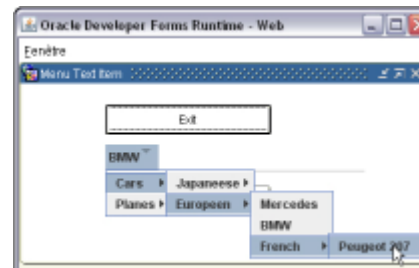 Oracle Developer Forms Runtime - Web
Fenêtre
Menu Text Item
Exit
BMW
Cars Japaneese
Planes Europeen Mercedes
BMW
French Peugeot 207